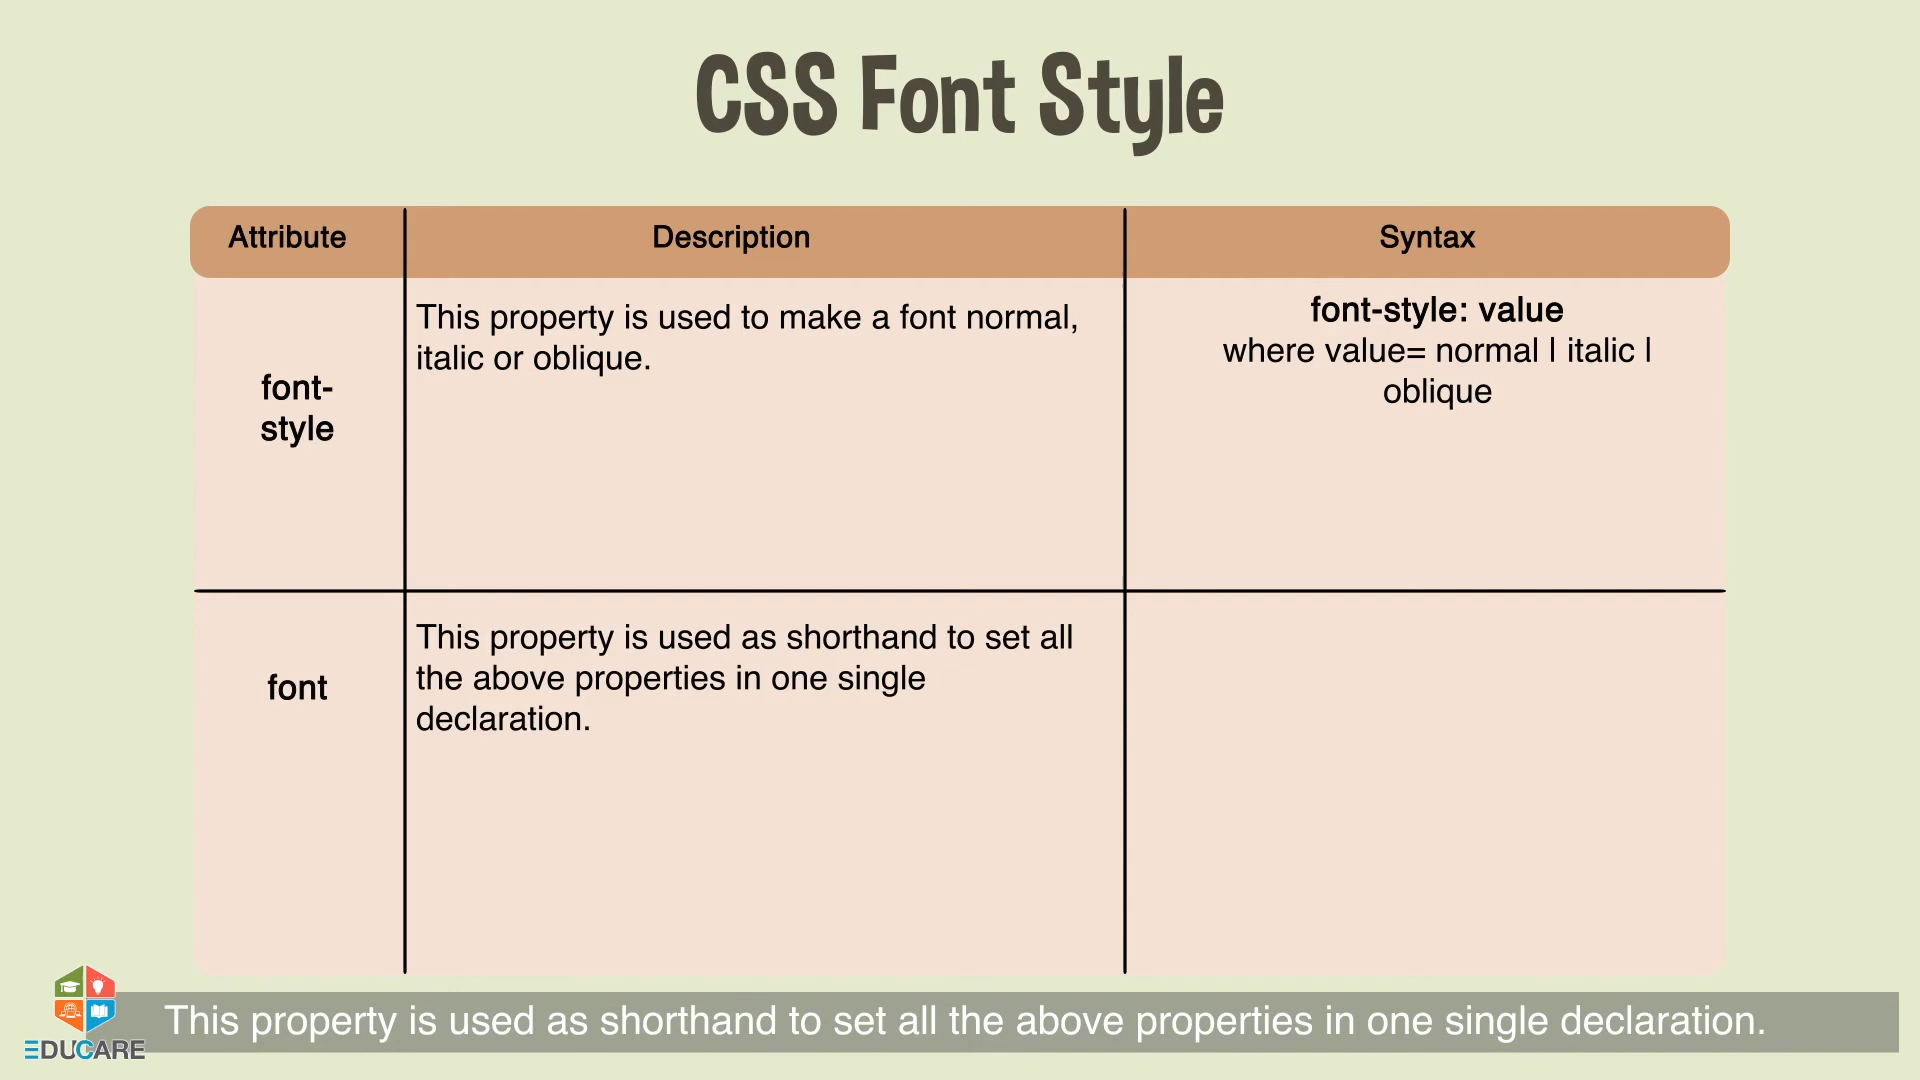 CSS Font Style
Attribute
Description
Syntax
font-
style
This property is used to make a font normal,
italic or oblique.
font-style: value
where value= normal | italic |
oblique
font
This property is used as shorthand to set all
the above properties in one single
declaration.
This property is used as shorthand to set all the above properties in one single declaration.
EDUCARE